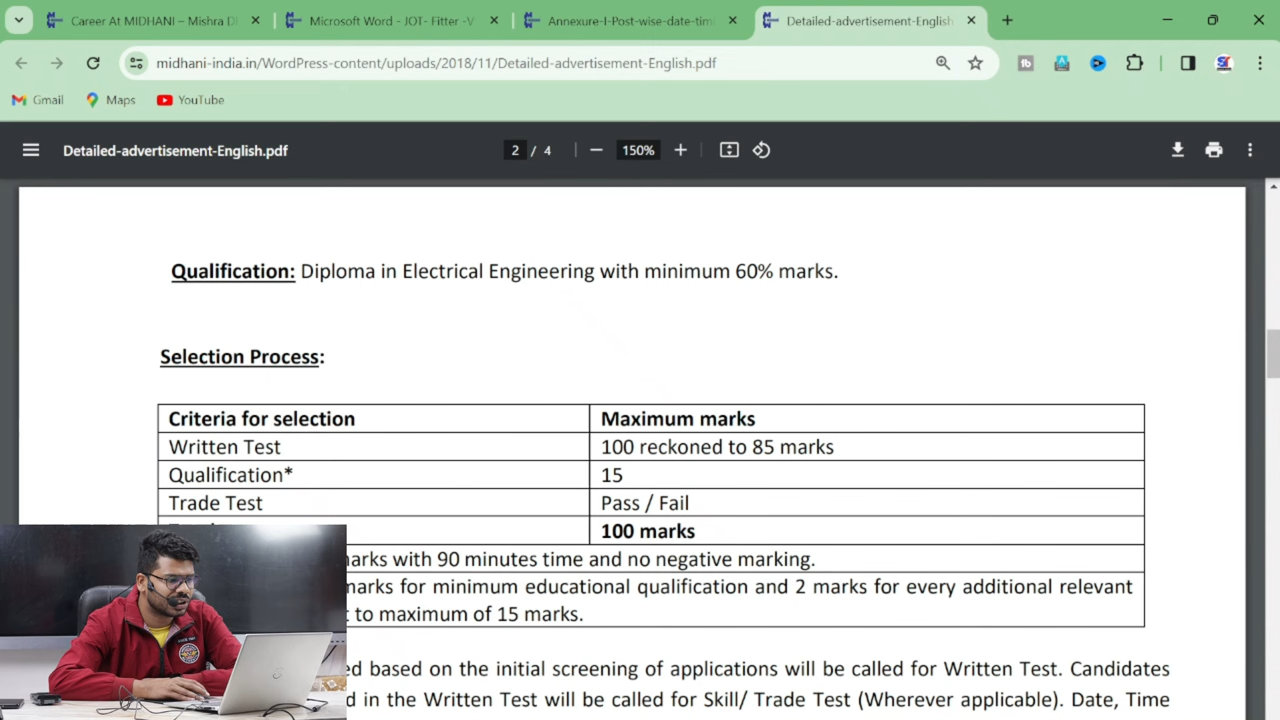 Career At MIDHANI – Mishra D
Microsoft Word - JOT- Fitter -V
Annexure-I-Post-wise-date-timi
Detailed-advertisement-English
midhani-india.in/WordPress-content/uploads/2018/11/Detailed-advertisement-English.pdf
Gmail
Maps
YouTube
Detailed-advertisement-English.pdf
2 / 4
150%
Qualification: Diploma in Electrical Engineering with minimum 60% marks.
Selection Process:
Criteria for selection Maximum marks
Written Test 100 reckoned to 85 marks
Qualification* 15
Trade Test Pass / Fail
100 marks
arks with 90 minutes time and no negative marking.
narks for minimum educational qualification and 2 marks for every additional relevant
t to maximum of 15 marks.
ed based on the initial screening of applications will be called for Written Test. Candidates
d in the Written Test will be called for Skill/ Trade Test (Wherever applicable). Date, Time